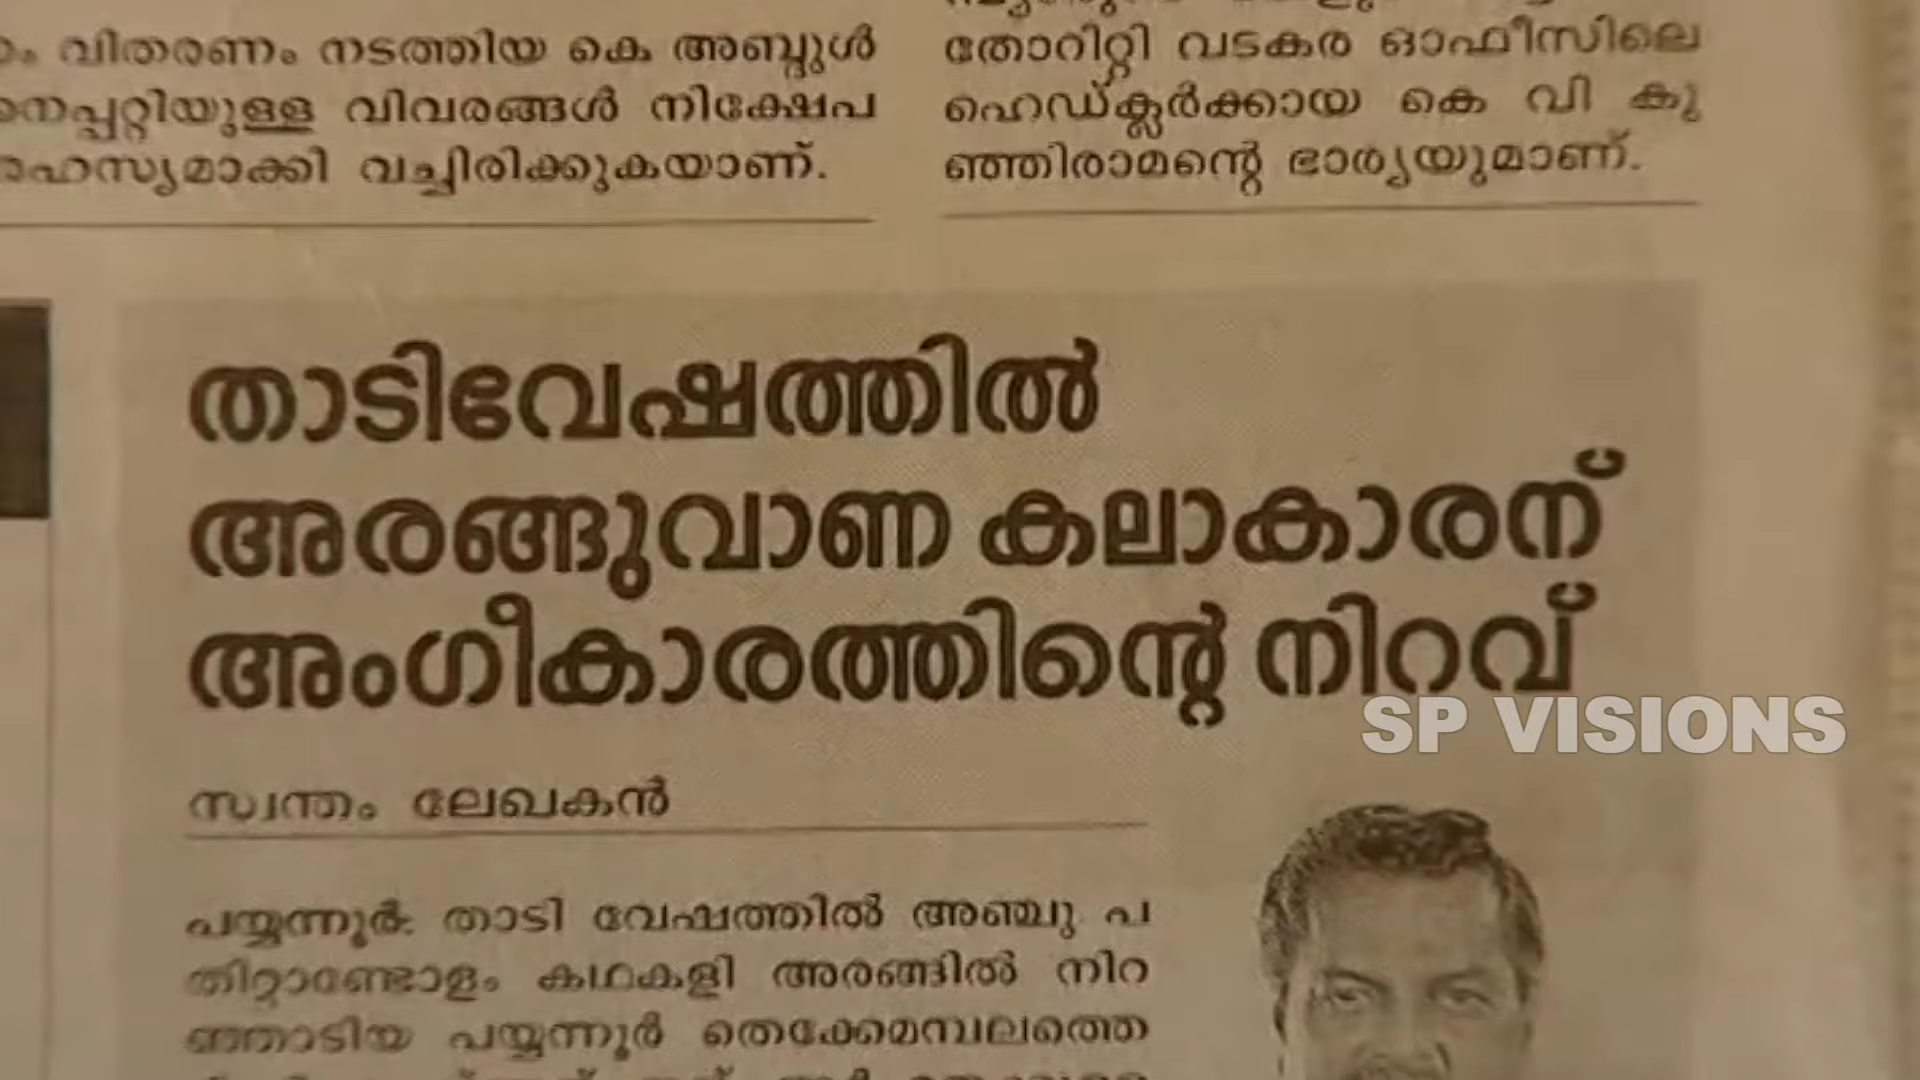 വിതരണം നടത്തിയ കെ അബ്ദുൾ
നെപ്പറ്റിയുള്ള വിവരങ്ങൾ നിക്ഷേപ
രഹസ്യമാക്കി വച്ചിരിക്കുകയാണ്.
തോറിറ്റി വടകര ഓഫീസിലെ
ഹെഡ്ക്ലർക്കായ കെ വി കു
ഞ്ഞിരാമന്റെ ഭാര്യയുമാണ്.
താടിവേഷത്തിൽ
അരങ്ങുവാണ കലാകാരന്
അംഗീകാരത്തിന്റെ നിറവ്
SP VISIONS
സ്വന്തം ലേഖകൻ
പയ്യന്നൂർ: താടി വേഷത്തിൽ അഞ്ചു പ
തിറ്റാണ്ടോളം കഥകളി അരങ്ങിൽ നിറ
ഞ്ഞാടിയ പയ്യന്നൂർ തെക്കേമമ്പലത്തെ